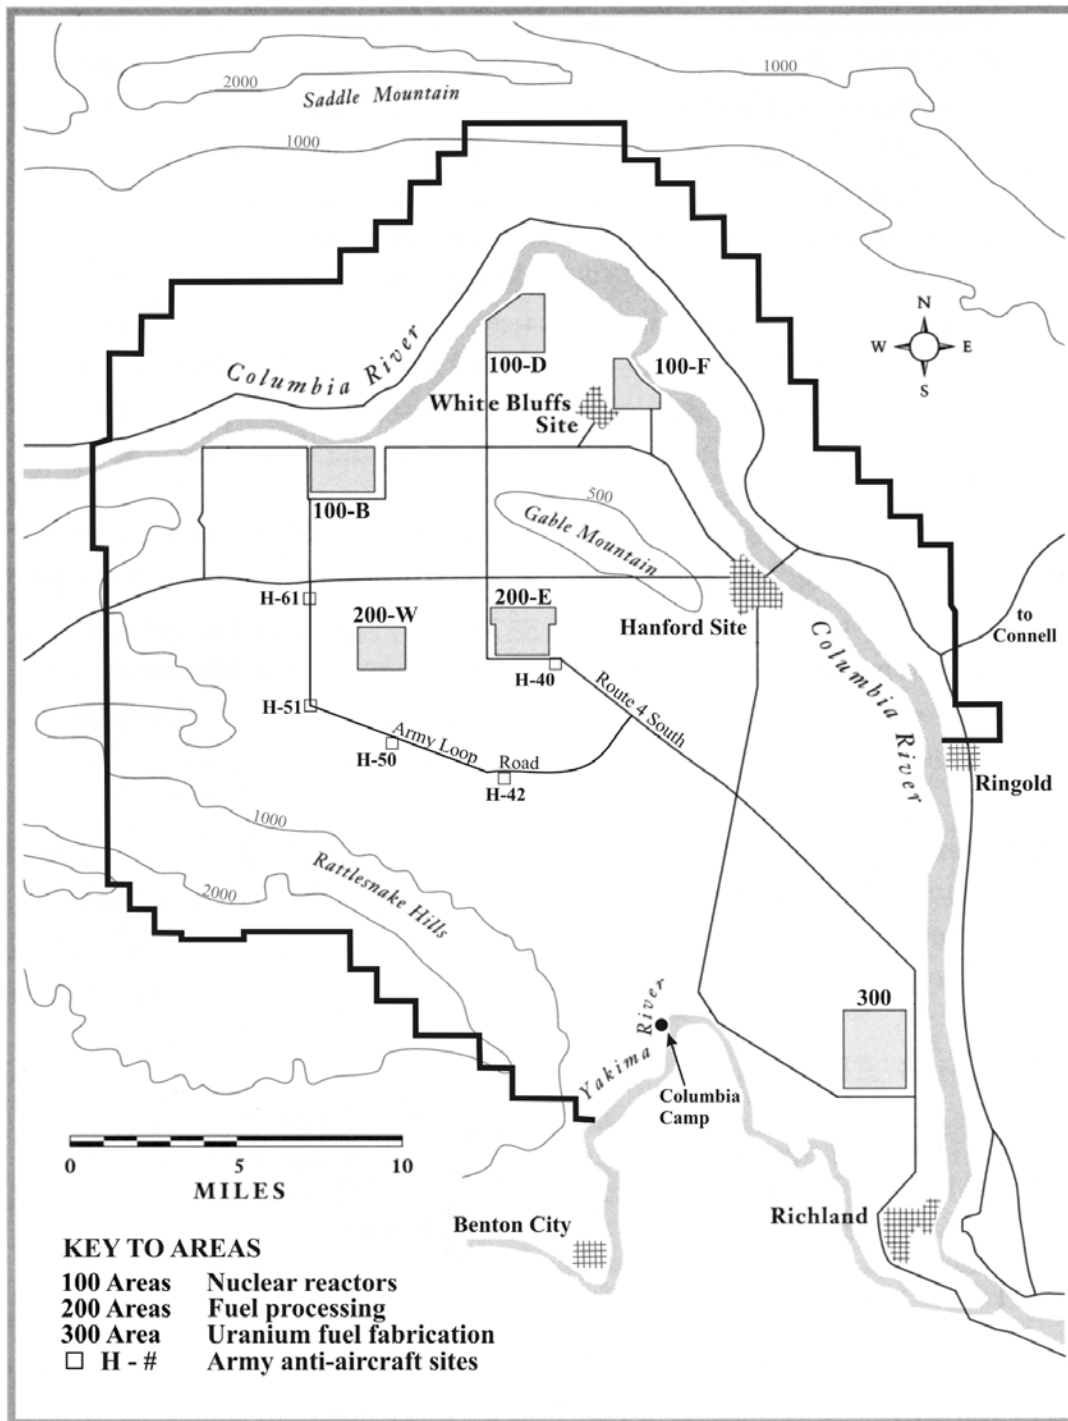 1000
2000
Saddle Mountain
1000
N
W E
S
Columbia River
100-D
100-F
White Bluffs
Site
500
Gable Mountain
100-B
H-61
200-W
200-E
Hanford Site
to
Connell
Columbia River
H-40
H-51
Route 4 South
Army Loop Road
H-50
H-42
Ringold
1000
Rattlesnake Hills
2000
300
Yakima River
Columbia
Camp
0 5 10
MILES
Benton City
Richland
KEY TO AREAS
100 Areas Nuclear reactors
200 Areas Fuel processing
300 Area Uranium fuel fabrication
H - # Army anti-aircraft sites